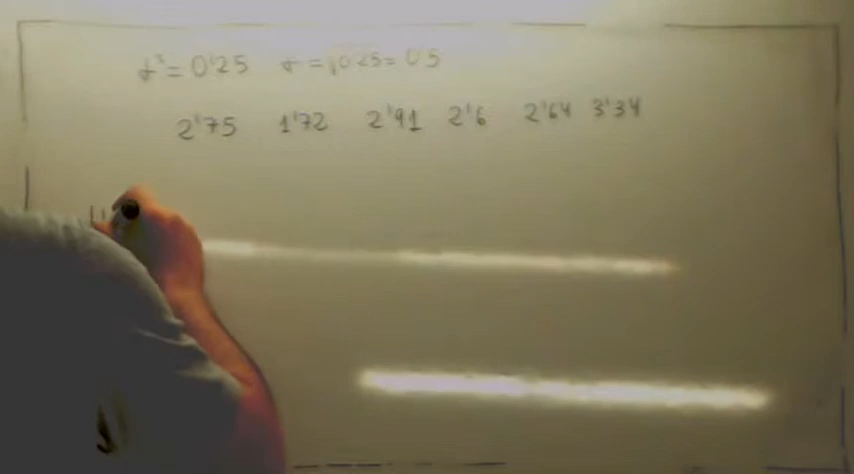 σ² = 0'25 σ = √0'25 = 0'5
2'75 1'72 2'91 2'6 2'64 3'34